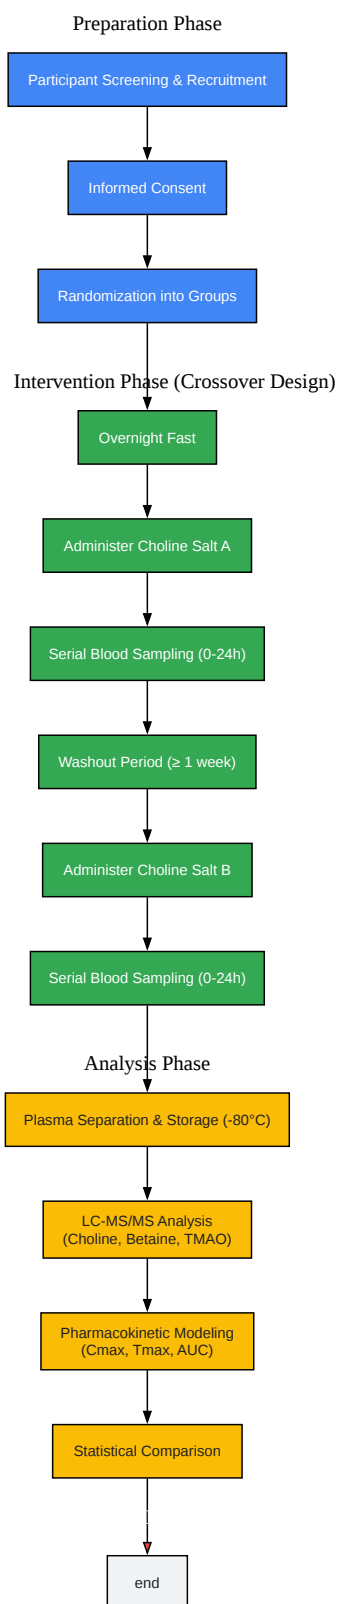 Preparation Phase
Participant Screening & Recruitment
Informed Consent
Randomization into Groups
Intervention Phase (Crossover Design)
Overnight Fast
Administer Choline Salt A
Serial Blood Sampling (0-24h)
Washout Period (≥ 1 week)
Administer Choline Salt B
Serial Blood Sampling (0-24h)
Analysis Phase
Plasma Separation & Storage (-80°C)
LC-MS/MS Analysis
(Choline, Betaine, TMAO)
Pharmacokinetic Modeling
(Cmax, Tmax, AUC)
Statistical Comparison
end